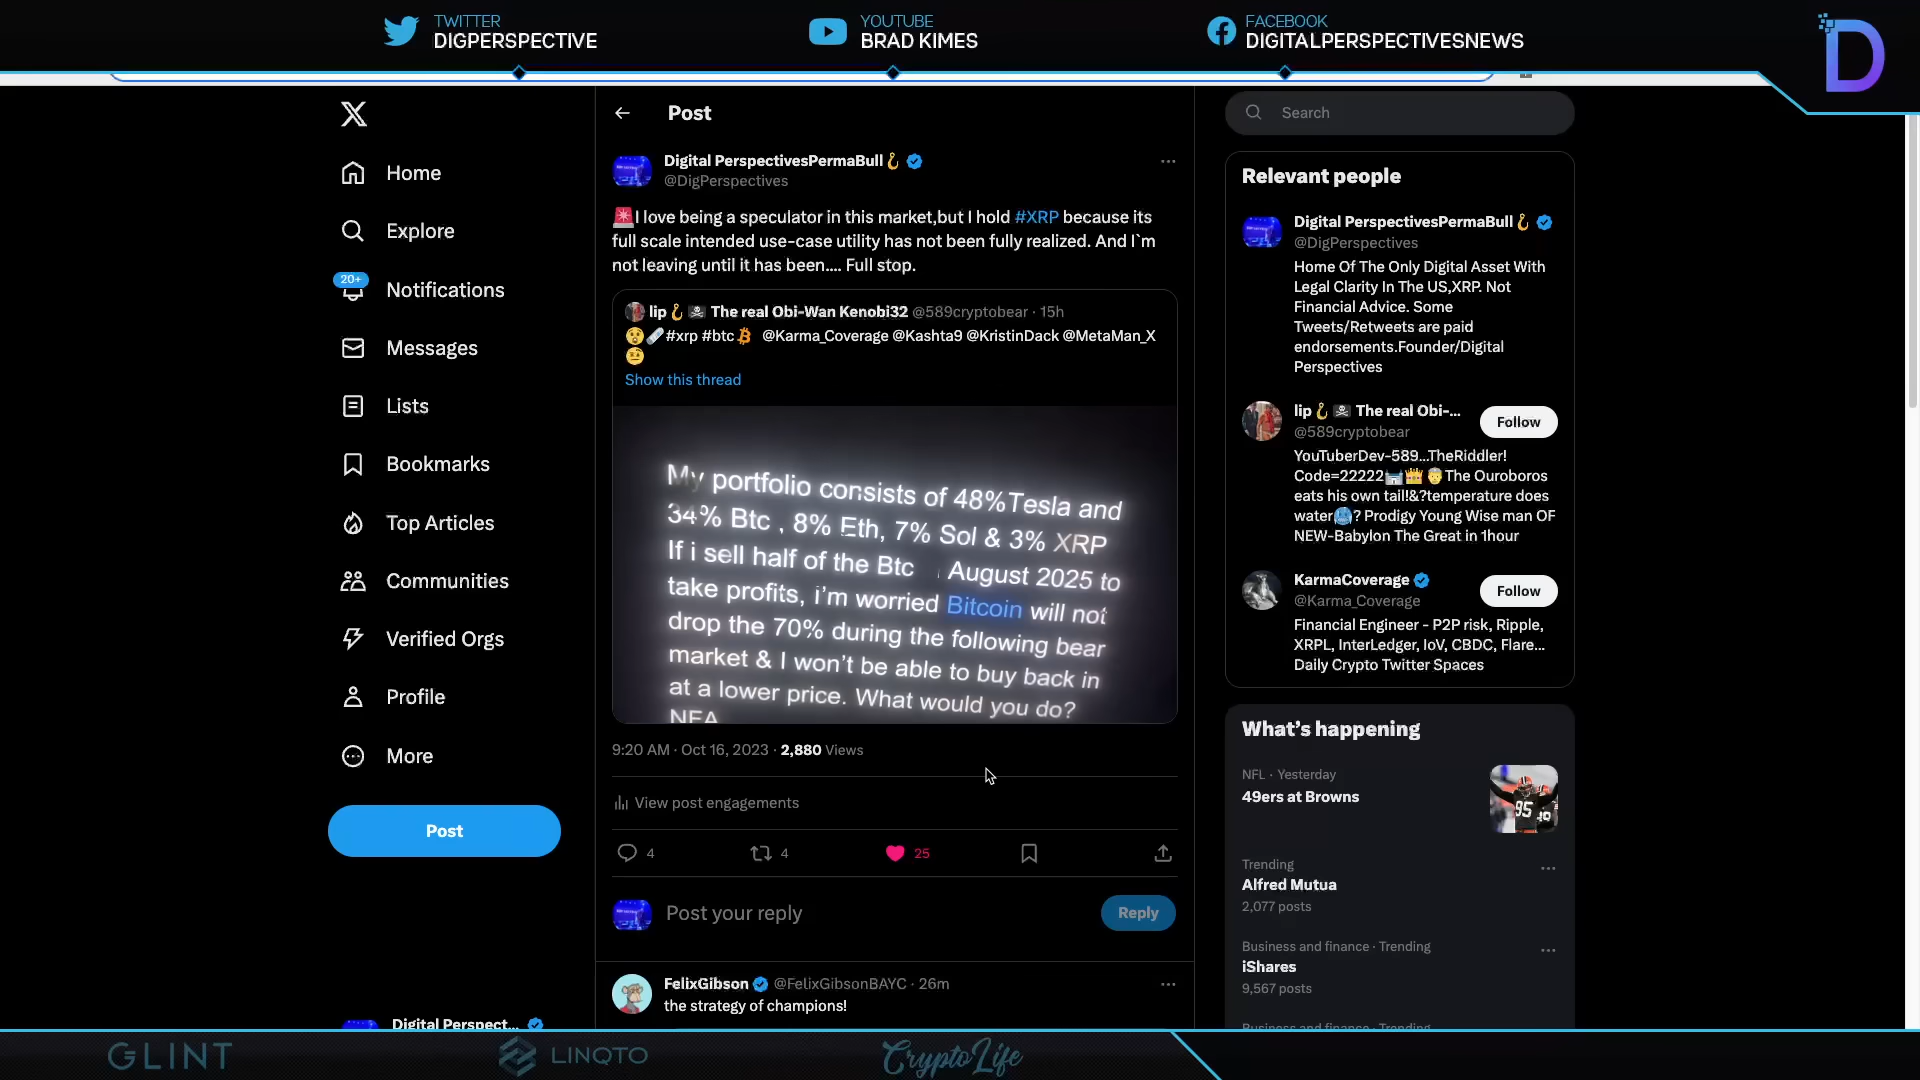 TWITTER
DIGPERSPECTIVE
YOUTUBE
BRAD KIMES
FACEBOOK
DIGITALPERSPECTIVESNEWS
D
Home
Explore
20+
Notifications
Messages
Lists
Bookmarks
Top Articles
Communities
Verified Orgs
Profile
More
Post
Digital Perspect...
Post
Digital PerspectivesPermaBull🪝
@DigPerspectives
🚨I love being a speculator in this market,but I hold #XRP because its
full scale intended use-case utility has not been fully realized. And I`m
not leaving until it has been.... Full stop.
lip🪝🏴‍☠️ The real Obi-Wan Kenobi32 @589cryptobear · 15h
#xrp #btc @Karma_Coverage @Kashta9 @KristinDack @MetaMan_X
Show this thread
My portfolio consists of 48%Tesla and
34% Btc , 8% Eth, 7% Sol & 3% XRP
If i sell half of the Btc August 2025 to
take profits, i'm worried Bitcoin will not
drop the 70% during the following bear
market & I won't be able to buy back in
at a lower price. What would you do?
NFA
9:20 AM · Oct 16, 2023 · 2,880 Views
View post engagements
4
4
25
Post your reply
Reply
FelixGibson @FelixGibsonBAYC · 26m
the strategy of champions!
Search
Relevant people
Digital PerspectivesPermaBull🪝
@DigPerspectives
Home Of The Only Digital Asset With
Legal Clarity In The US,XRP. Not
Financial Advice. Some
Tweets/Retweets are paid
endorsements.Founder/Digital
Perspectives
lip🪝🏴‍☠️ The real Obi-...
@589cryptobear
Follow
YouTuberDev-589...TheRiddler!
Code=22222 The Ouroboros
eats his own tail!&?temperature does
water🥶? Prodigy Young Wise man OF
NEW-Babylon The Great in 1hour
KarmaCoverage
@Karma_Coverage
Follow
Financial Engineer - P2P risk, Ripple,
XRPL, InterLedger, IoV, CBDC, Flare...
Daily Crypto Twitter Spaces
What's happening
NFL · Yesterday
49ers at Browns
Trending
Alfred Mutua
2,077 posts
Business and finance · Trending
iShares
9,567 posts
Business and finance · Trending
GLINT
LINQTO
CryptoLife